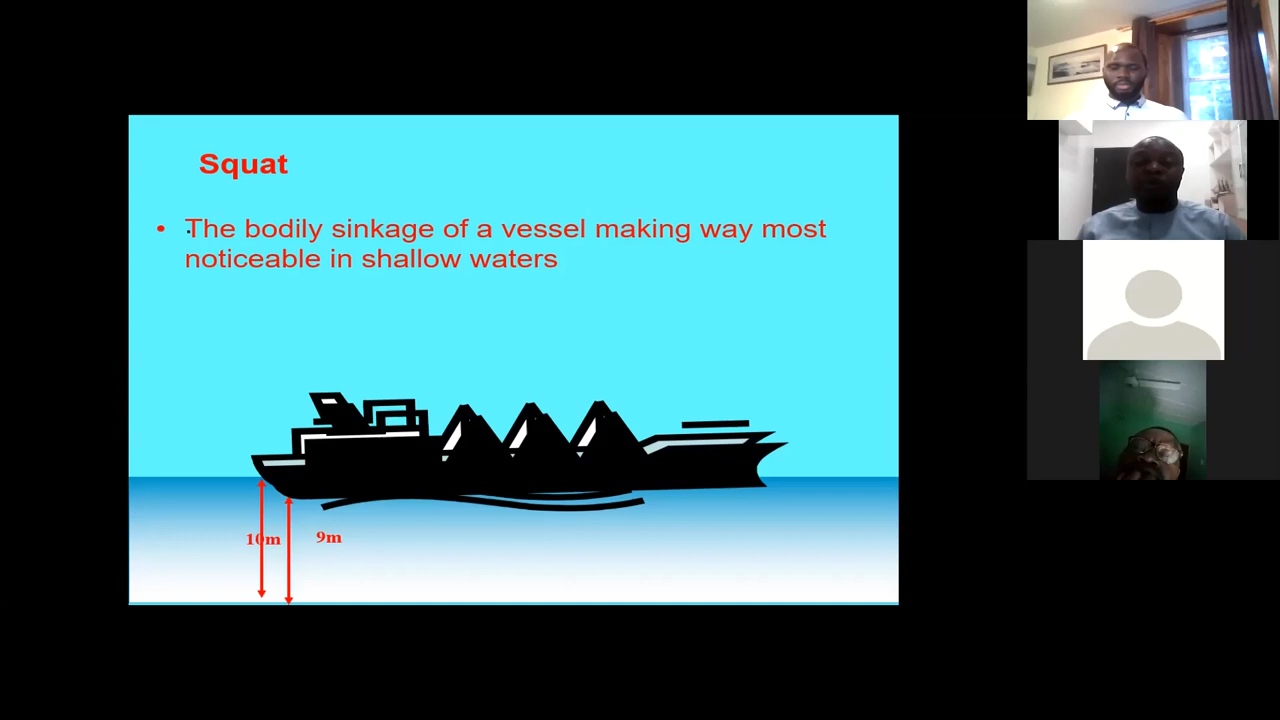 Squat
• The bodily sinkage of a vessel making way most
noticeable in shallow waters
10m
9m